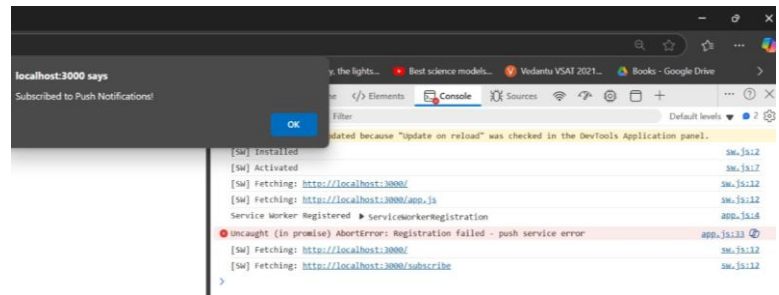 localhost:3000 says
Subscribed to Push Notifications!
OK
y, the lights... Best science models... Vedantu VSAT 2021... Books - Google Drive
Elements Console Sources
Filter Default levels 2
dated because "Update on reload" was checked in the DevTools Application panel.
[SW] Installed sw.js:2
[SW] Activated sw.js:7
[SW] Fetching: http://localhost:3000/ sw.js:12
[SW] Fetching: http://localhost:3000/app.js sw.js:12
Service Worker Registered ▶ ServiceWorkerRegistration app.js:4
Uncaught (in promise) AbortError: Registration failed - push service error app.js:33
[SW] Fetching: http://localhost:3000/ sw.js:12
[SW] Fetching: http://localhost:3000/subscribe sw.js:12